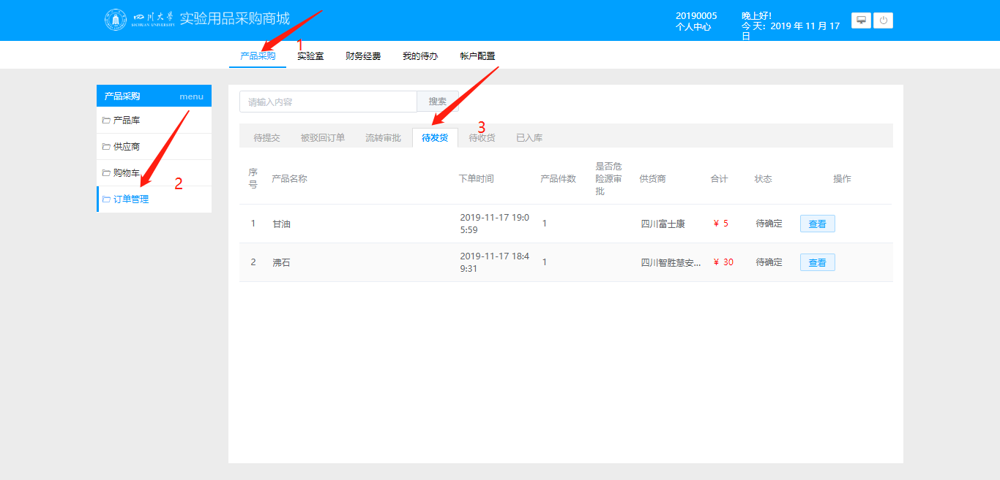 四川大学
SICHUAN UNIVERSITY
实验用品采购商城
20190005
个人中心
晚上好!
今 天：2019 年 11 月 17
日
产品采购
1
实验室
财务经费
我的待办
帐户配置
产品采购
menu
产品库
供应商
购物车
订单管理
2
请输入内容
搜索
3
待提交
被驳回订单
流转审批
待发货
待收货
已入库
序
号
产品名称
下单时间
产品件数
是否危
险源审
批
供货商
合计
状态
操作
1
甘油
2019-11-17 19:0
5:59
1
四川富士康
¥ 5
待确定
查看
2
沸石
2019-11-17 18:4
9:31
1
四川智胜慧安...
¥ 30
待确定
查看